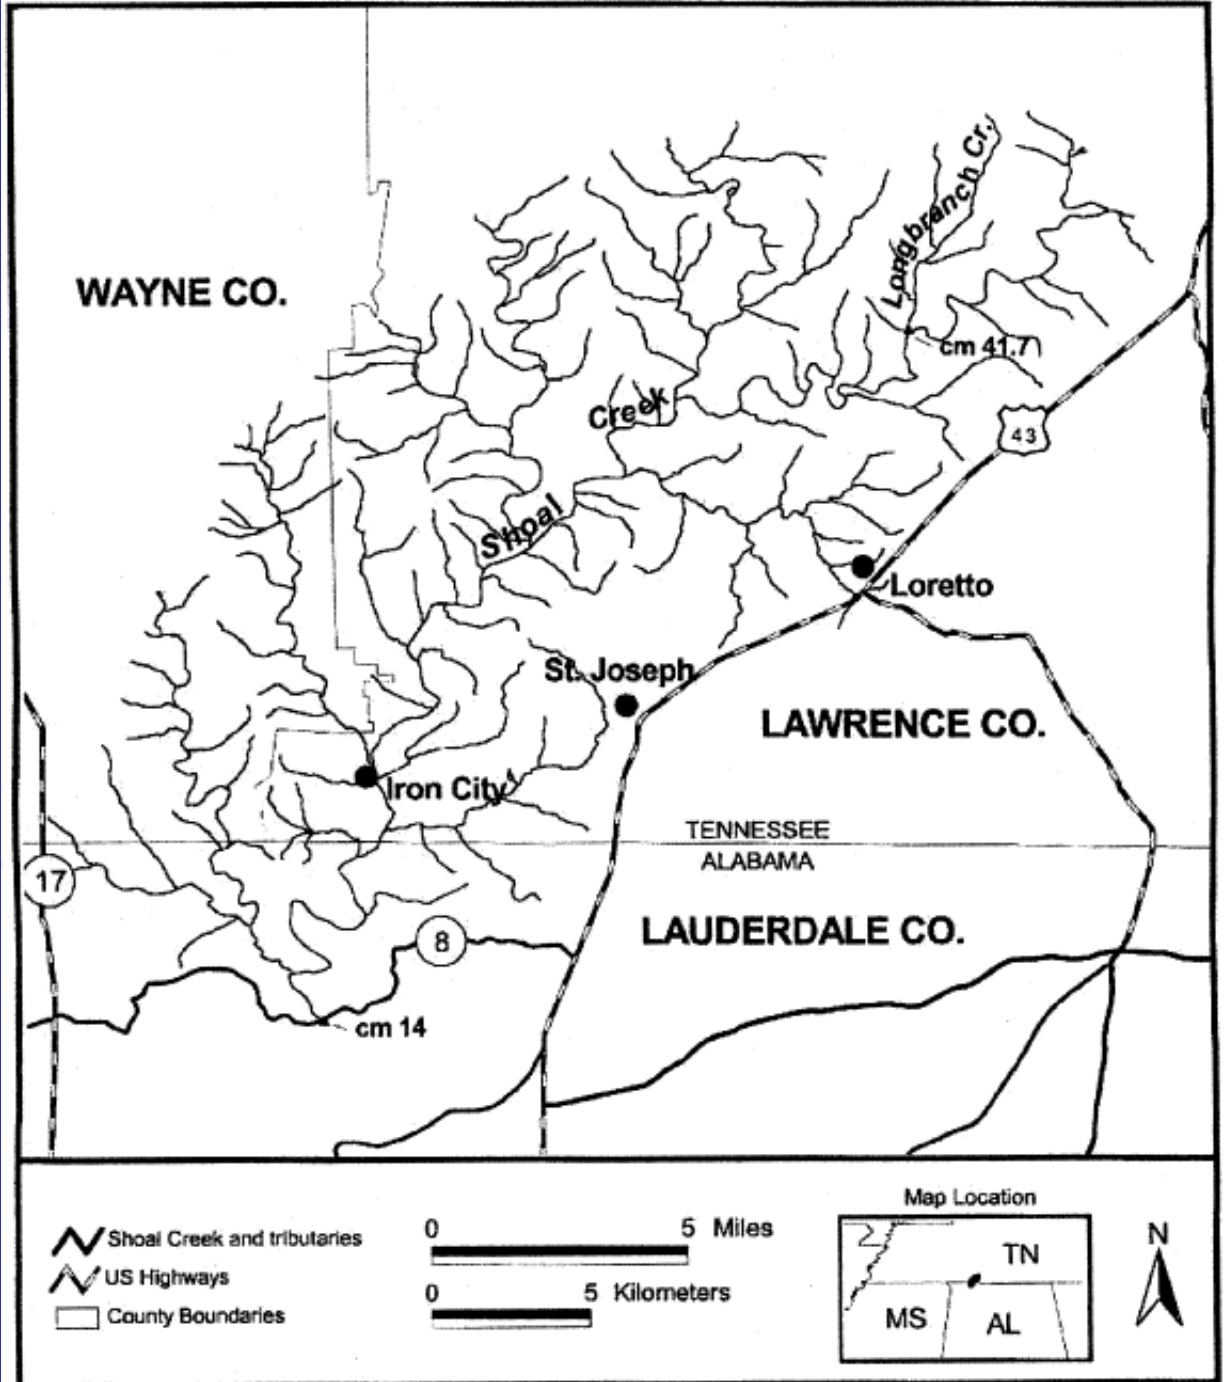 Longbranch Cr.
WAYNE CO.
cm 41.7
Creek
43
Shoal
Loretto
St. Joseph
LAWRENCE CO.
Iron City
TENNESSEE
ALABAMA
17
LAUDERDALE CO.
8
cm 14
Map Location
Shoal Creek and tributaries
US Highways
County Boundaries
0 5 Miles
0 5 Kilometers
TN
MS
AL
N